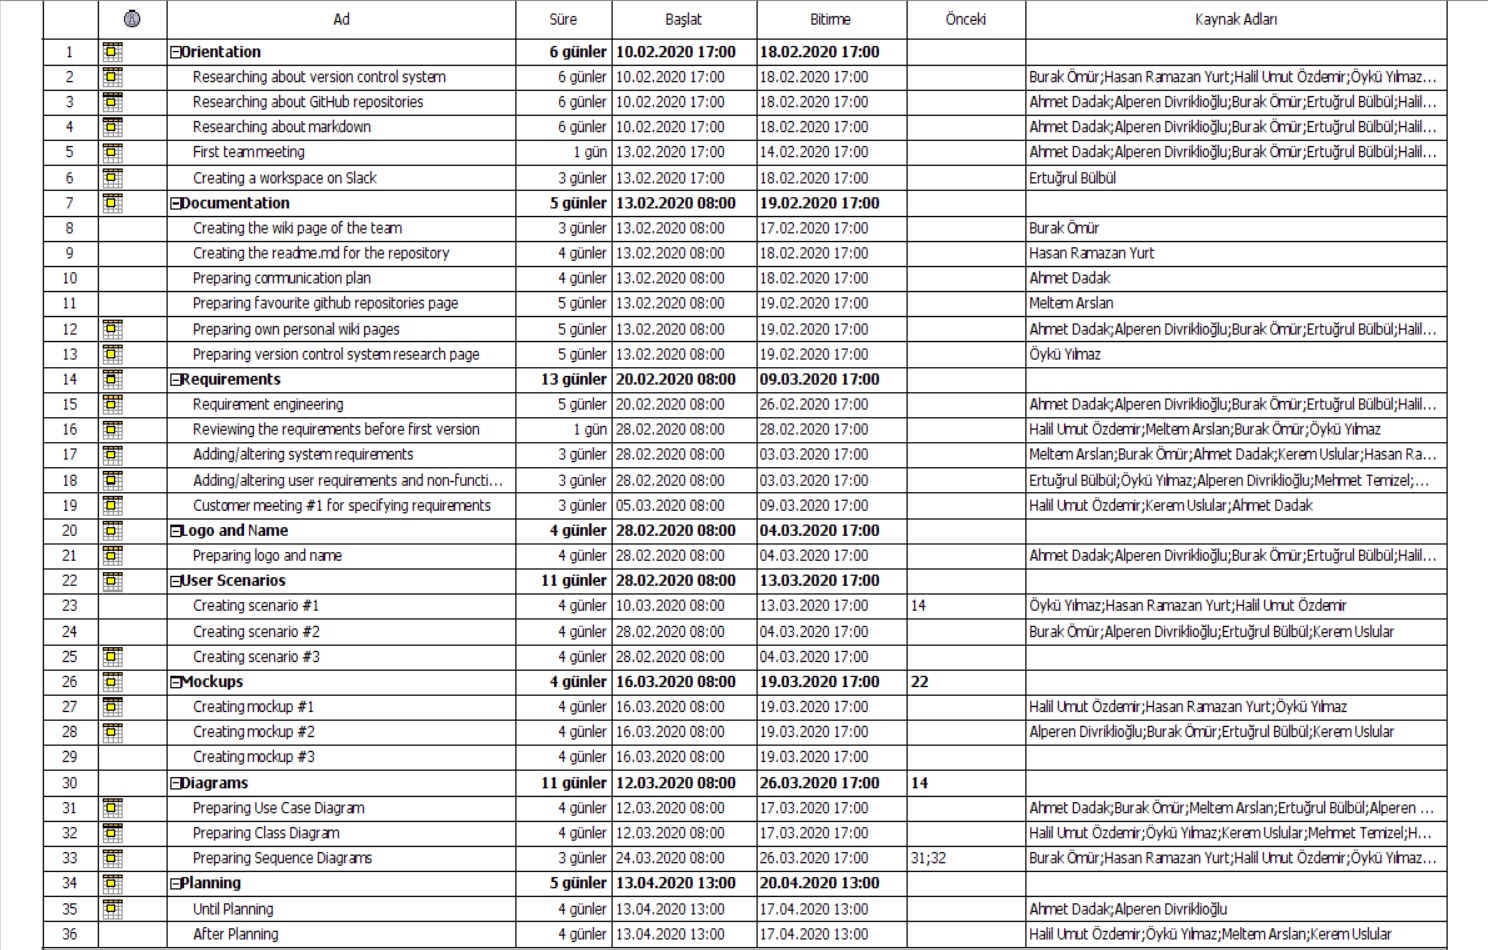 Ad Süre Başlat Bitirme Önceki Kaynak Adları
1 Orientation 6 günler 10.02.2020 17:00 18.02.2020 17:00
2 Researching about version control system 6 günler 10.02.2020 17:00 18.02.2020 17:00 Burak Ömür;Hasan Ramazan Yurt;Halil Umut Özdemir;Öykü Yılmaz...
3 Researching about GitHub repositories 6 günler 10.02.2020 17:00 18.02.2020 17:00 Ahmet Dadak;Alperen Divriklioğlu;Burak Ömür;Ertuğrul Bülbül;Halil...
4 Researching about markdown 6 günler 10.02.2020 17:00 18.02.2020 17:00 Ahmet Dadak;Alperen Divriklioğlu;Burak Ömür;Ertuğrul Bülbül;Halil...
5 First team meeting 1 gün 13.02.2020 17:00 14.02.2020 17:00 Ahmet Dadak;Alperen Divriklioğlu;Burak Ömür;Ertuğrul Bülbül;Halil...
6 Creating a workspace on Slack 3 günler 13.02.2020 17:00 18.02.2020 17:00 Ertuğrul Bülbül
7 Documentation 5 günler 13.02.2020 08:00 19.02.2020 17:00
8 Creating the wiki page of the team 3 günler 13.02.2020 08:00 17.02.2020 17:00 Burak Ömür
9 Creating the readme.md for the repository 4 günler 13.02.2020 08:00 18.02.2020 17:00 Hasan Ramazan Yurt
10 Preparing communication plan 4 günler 13.02.2020 08:00 18.02.2020 17:00 Ahmet Dadak
11 Preparing favourite github repositories page 5 günler 13.02.2020 08:00 19.02.2020 17:00 Meltem Arslan
12 Preparing own personal wiki pages 5 günler 13.02.2020 08:00 19.02.2020 17:00 Ahmet Dadak;Alperen Divriklioğlu;Burak Ömür;Ertuğrul Bülbül;Halil...
13 Preparing version control system research page 5 günler 13.02.2020 08:00 19.02.2020 17:00 Öykü Yılmaz
14 Requirements 13 günler 20.02.2020 08:00 09.03.2020 17:00
15 Requirement engineering 5 günler 20.02.2020 08:00 26.02.2020 17:00 Ahmet Dadak;Alperen Divriklioğlu;Burak Ömür;Ertuğrul Bülbül;Halil...
16 Reviewing the requirements before first version 1 gün 28.02.2020 08:00 28.02.2020 17:00 Halil Umut Özdemir;Meltem Arslan;Burak Ömür;Öykü Yılmaz
17 Adding/altering system requirements 3 günler 28.02.2020 08:00 03.03.2020 17:00 Meltem Arslan;Burak Ömür;Ahmet Dadak;Kerem Uslular;Hasan Ra...
18 Adding/altering user requirements and non-functi... 3 günler 28.02.2020 08:00 03.03.2020 17:00 Ertuğrul Bülbül;Öykü Yılmaz;Alperen Divriklioğlu;Mehmet Temizel;...
19 Customer meeting #1 for specifying requirements 3 günler 05.03.2020 08:00 09.03.2020 17:00 Halil Umut Özdemir;Kerem Uslular;Ahmet Dadak
20 Logo and Name 4 günler 28.02.2020 08:00 04.03.2020 17:00
21 Preparing logo and name 4 günler 28.02.2020 08:00 04.03.2020 17:00 Ahmet Dadak;Alperen Divriklioğlu;Burak Ömür;Ertuğrul Bülbül;Halil...
22 User Scenarios 11 günler 28.02.2020 08:00 13.03.2020 17:00
23 Creating scenario #1 4 günler 10.03.2020 08:00 13.03.2020 17:00 14 Öykü Yılmaz;Hasan Ramazan Yurt;Halil Umut Özdemir
24 Creating scenario #2 4 günler 28.02.2020 08:00 04.03.2020 17:00 Burak Ömür;Alperen Divriklioğlu;Ertuğrul Bülbül;Kerem Uslular
25 Creating scenario #3 4 günler 28.02.2020 08:00 04.03.2020 17:00
26 Mockups 4 günler 16.03.2020 08:00 19.03.2020 17:00 22
27 Creating mockup #1 4 günler 16.03.2020 08:00 19.03.2020 17:00 Halil Umut Özdemir;Hasan Ramazan Yurt;Öykü Yılmaz
28 Creating mockup #2 4 günler 16.03.2020 08:00 19.03.2020 17:00 Alperen Divriklioğlu;Burak Ömür;Ertuğrul Bülbül;Kerem Uslular
29 Creating mockup #3 4 günler 16.03.2020 08:00 19.03.2020 17:00
30 Diagrams 11 günler 12.03.2020 08:00 26.03.2020 17:00 14
31 Preparing Use Case Diagram 4 günler 12.03.2020 08:00 17.03.2020 17:00 Ahmet Dadak;Burak Ömür;Meltem Arslan;Ertuğrul Bülbül;Alperen ...
32 Preparing Class Diagram 4 günler 12.03.2020 08:00 17.03.2020 17:00 Halil Umut Özdemir;Öykü Yılmaz;Kerem Uslular;Mehmet Temizel;H...
33 Preparing Sequence Diagrams 3 günler 24.03.2020 08:00 26.03.2020 17:00 31;32 Burak Ömür;Hasan Ramazan Yurt;Halil Umut Özdemir;Öykü Yılmaz...
34 Planning 5 günler 13.04.2020 13:00 20.04.2020 13:00
35 Until Planning 4 günler 13.04.2020 13:00 17.04.2020 13:00 Ahmet Dadak;Alperen Divriklioğlu
36 After Planning 4 günler 13.04.2020 13:00 17.04.2020 13:00 Halil Umut Özdemir;Öykü Yılmaz;Meltem Arslan;Kerem Uslular